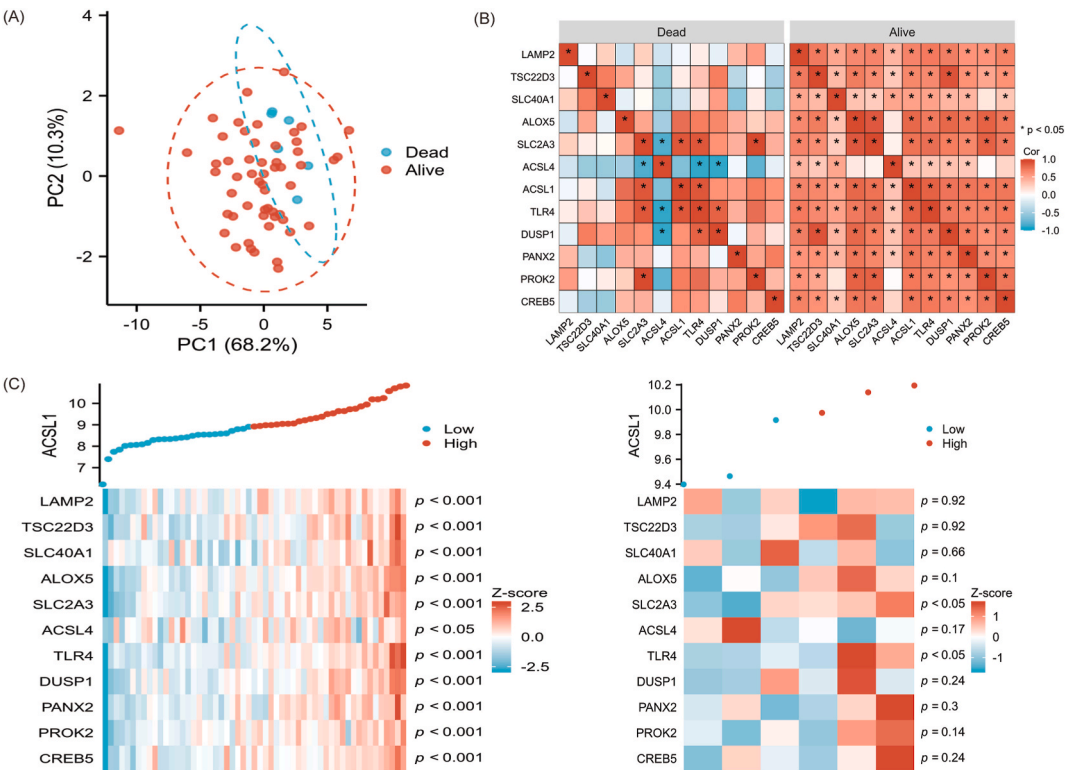 (A)
4
2
0
-2
PC2 (10.3%)
-10
-5
0
5
PC1 (68.2%)
Dead
Alive
(B)
Dead
Alive
LAMP2
TSC22D3
SLC40A1
ALOX5
SLC2A3
ACSL4
ACSL1
TLR4
DUSP1
PANX2
PROK2
CREB5
LAMP2
TSC22D3
SLC40A1
ALOX5
SLC2A3
ACSL4
ACSL1
TLR4
DUSP1
PANX2
PROK2
CREB5
LAMP2
TSC22D3
SLC40A1
ALOX5
SLC2A3
ACSL4
ACSL1
TLR4
DUSP1
PANX2
PROK2
CREB5
* p < 0.05
Cor
1.0
0.5
0.0
-0.5
-1.0
(C)
ACSL1
10
9
8
7
Low
High
LAMP2 p < 0.001
TSC22D3 p < 0.001
SLC40A1 p < 0.001
ALOX5 p < 0.001
SLC2A3 p < 0.001
ACSL4 p < 0.05
TLR4 p < 0.001
DUSP1 p < 0.001
PANX2 p < 0.001
PROK2 p < 0.001
CREB5 p < 0.001
Z-score
2.5
0.0
-2.5
ACSL1
10.2
10.0
9.8
9.6
9.4
Low
High
LAMP2 p = 0.92
TSC22D3 p = 0.92
SLC40A1 p = 0.66
ALOX5 p = 0.1
SLC2A3 p < 0.05
ACSL4 p = 0.17
TLR4 p < 0.05
DUSP1 p = 0.24
PANX2 p = 0.3
PROK2 p = 0.14
CREB5 p = 0.24
Z-score
1
0
-1